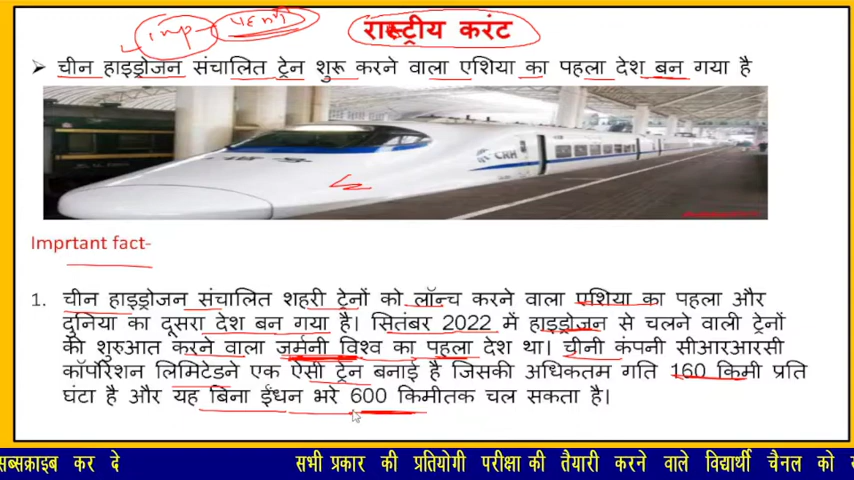 imp
जर्मनी
रास्ट्रीय करंट
➢ चीन हाइड्रोजन संचालित ट्रेन शुरू करने वाला एशिया का पहला देश बन गया है
CRH
Imprtant fact-
1. चीन हाइड्रोजन संचालित शहरी ट्रेनों को लॉन्च करने वाला एशिया का पहला और
दुनिया का दूसरा देश बन गया है। सितंबर 2022 में हाइड्रोजन से चलने वाली ट्रेनों
की शुरुआत करने वाला जर्मनी विश्व का पहला देश था। चीनी कंपनी सीआरआरसी
कॉर्पोरेशन लिमिटेडने एक ऐसी ट्रेन बनाई है जिसकी अधिकतम गति 160 किमी प्रति
घंटा है और यह बिना ईंधन भरे 600 किमीतक चल सकता है।
सब्सक्राइब कर दे सभी प्रकार की प्रतियोगी परीक्षा की तैयारी करने वाले विद्यार्थी चैनल को